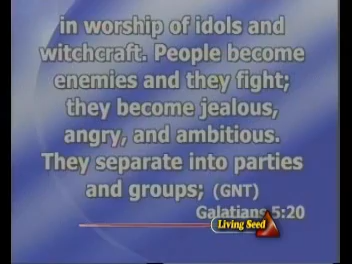 in worship of idols and
witchcraft. People become
enemies and they fight;
they become jealous,
angry, and ambitious.
They separate into parties
and groups; (GNT)
Galatians 5:20
Living Seed